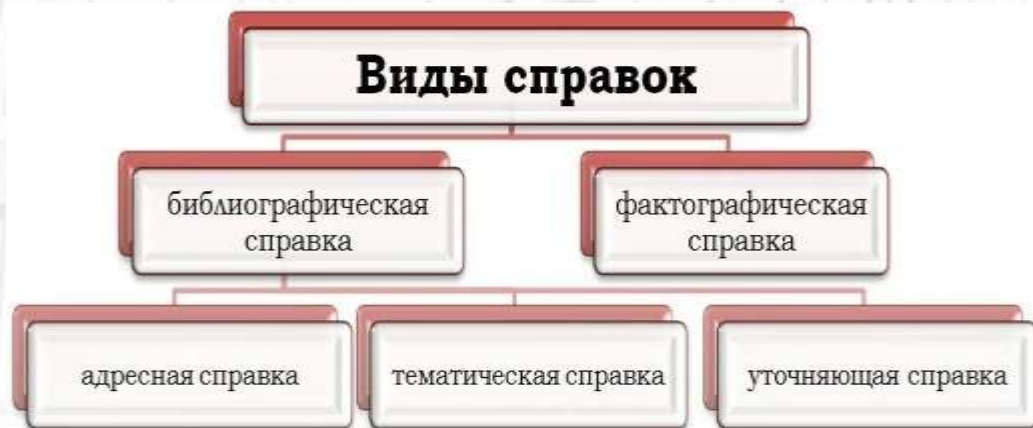 Виды справок
библиографическая
справка
фактографическая
справка
адресная справка
тематическая справка
уточняющая справка